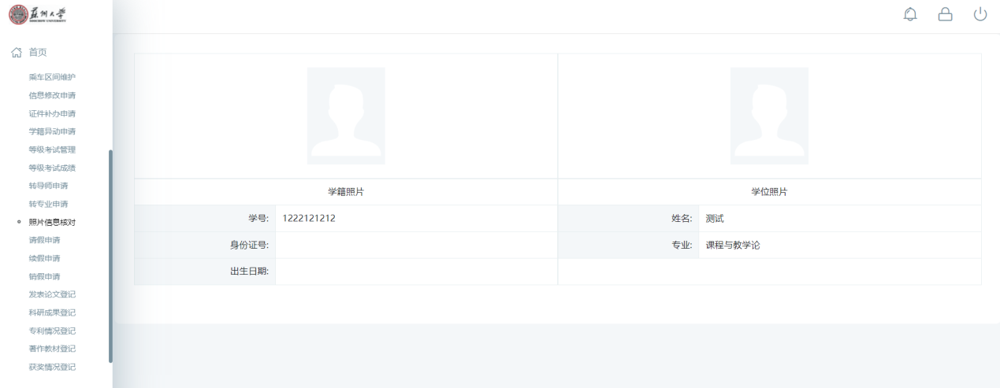 蘇州大學
SOOCHOW UNIVERSITY
首页
乘车区间维护
信息修改申请
证件补办申请
学籍异动申请
等级考试管理
等级考试成绩
转导师申请
转专业申请
照片信息核对
请假申请
续假申请
销假申请
发表论文登记
科研成果登记
专利情况登记
著作教材登记
获奖情况登记
学籍照片 学位照片
学号: 1222121212 姓名: 测试
身份证号: 专业: 课程与教学论
出生日期: